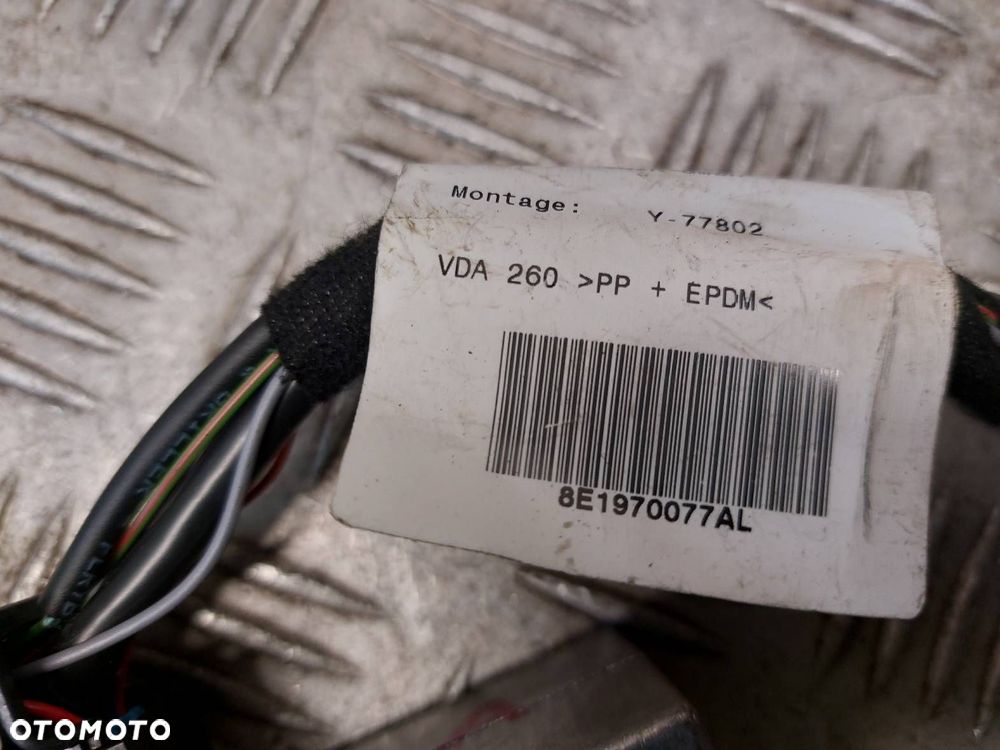 Montage: Y-77802
VDA 260 >PP + EPDM<
8E1970077AL
OTOMOTO